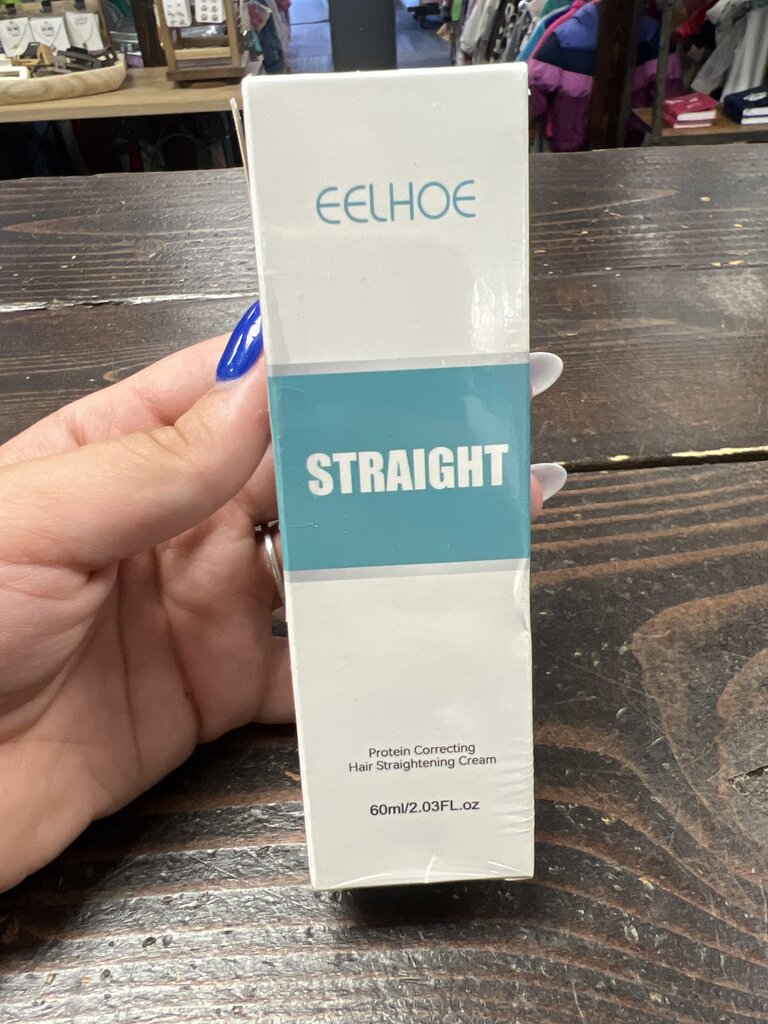 EELHOE
STRAIGHT
Protein Correcting
Hair Straightening Cream
60ml/2.03FL.oz